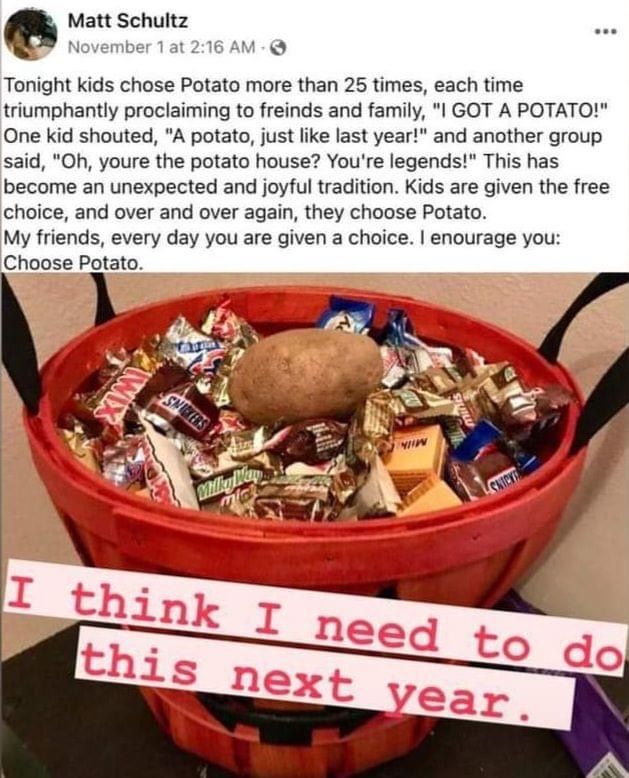 Matt Schultz
November 1 at 2:16 AM ·
Tonight kids chose Potato more than 25 times, each time
triumphantly proclaiming to freinds and family, "I GOT A POTATO!"
One kid shouted, "A potato, just like last year!" and another group
said, "Oh, youre the potato house? You're legends!" This has
become an unexpected and joyful tradition. Kids are given the free
choice, and over and over again, they choose Potato.
My friends, every day you are given a choice. I enourage you:
Choose Potato.
TWIX
SNICKERS
MilkyWay
I think I need to do
this next year.